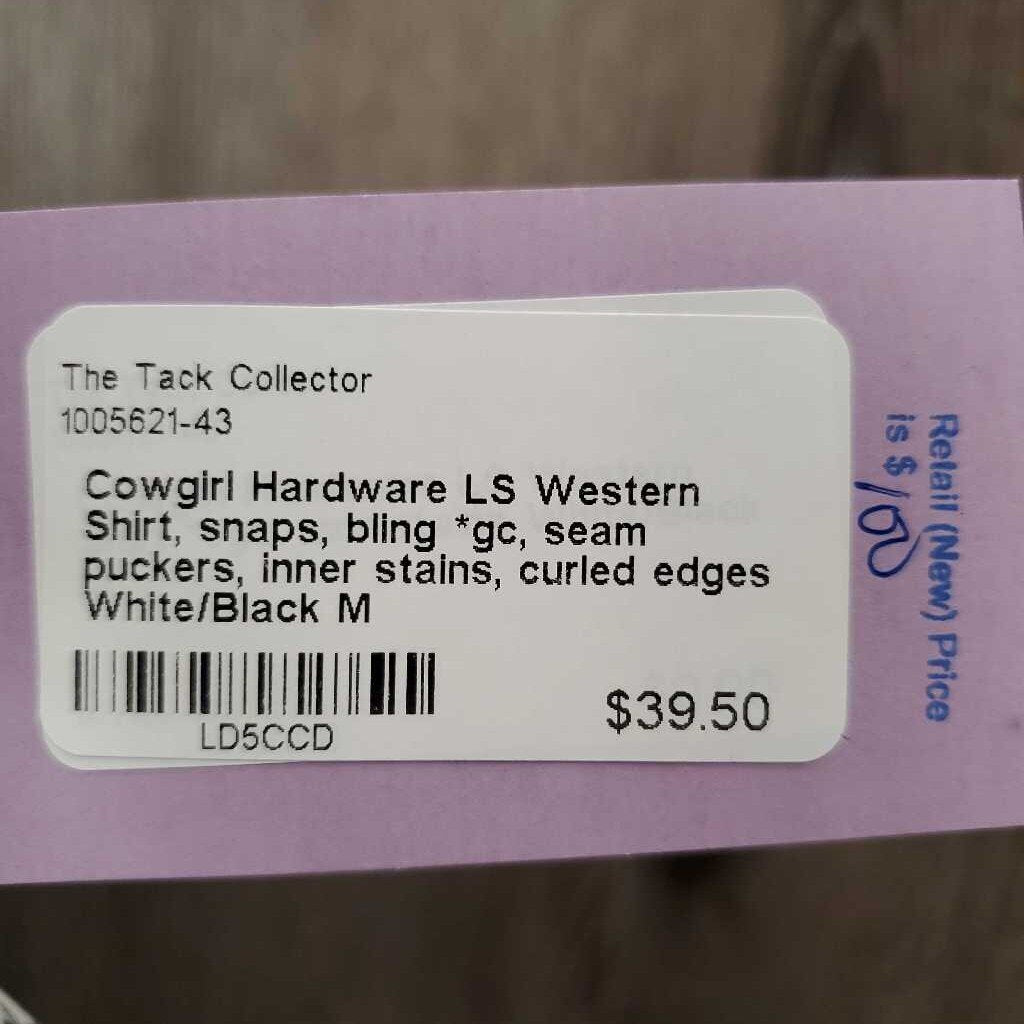 The Tack Collector
1005621-43
Cowgirl Hardware LS Western
Shirt, snaps, bling *gc, seam
puckers, inner stains, curled edges
White/Black M
LD5CCD
$39.50
Retail (New) Price
is $ 100